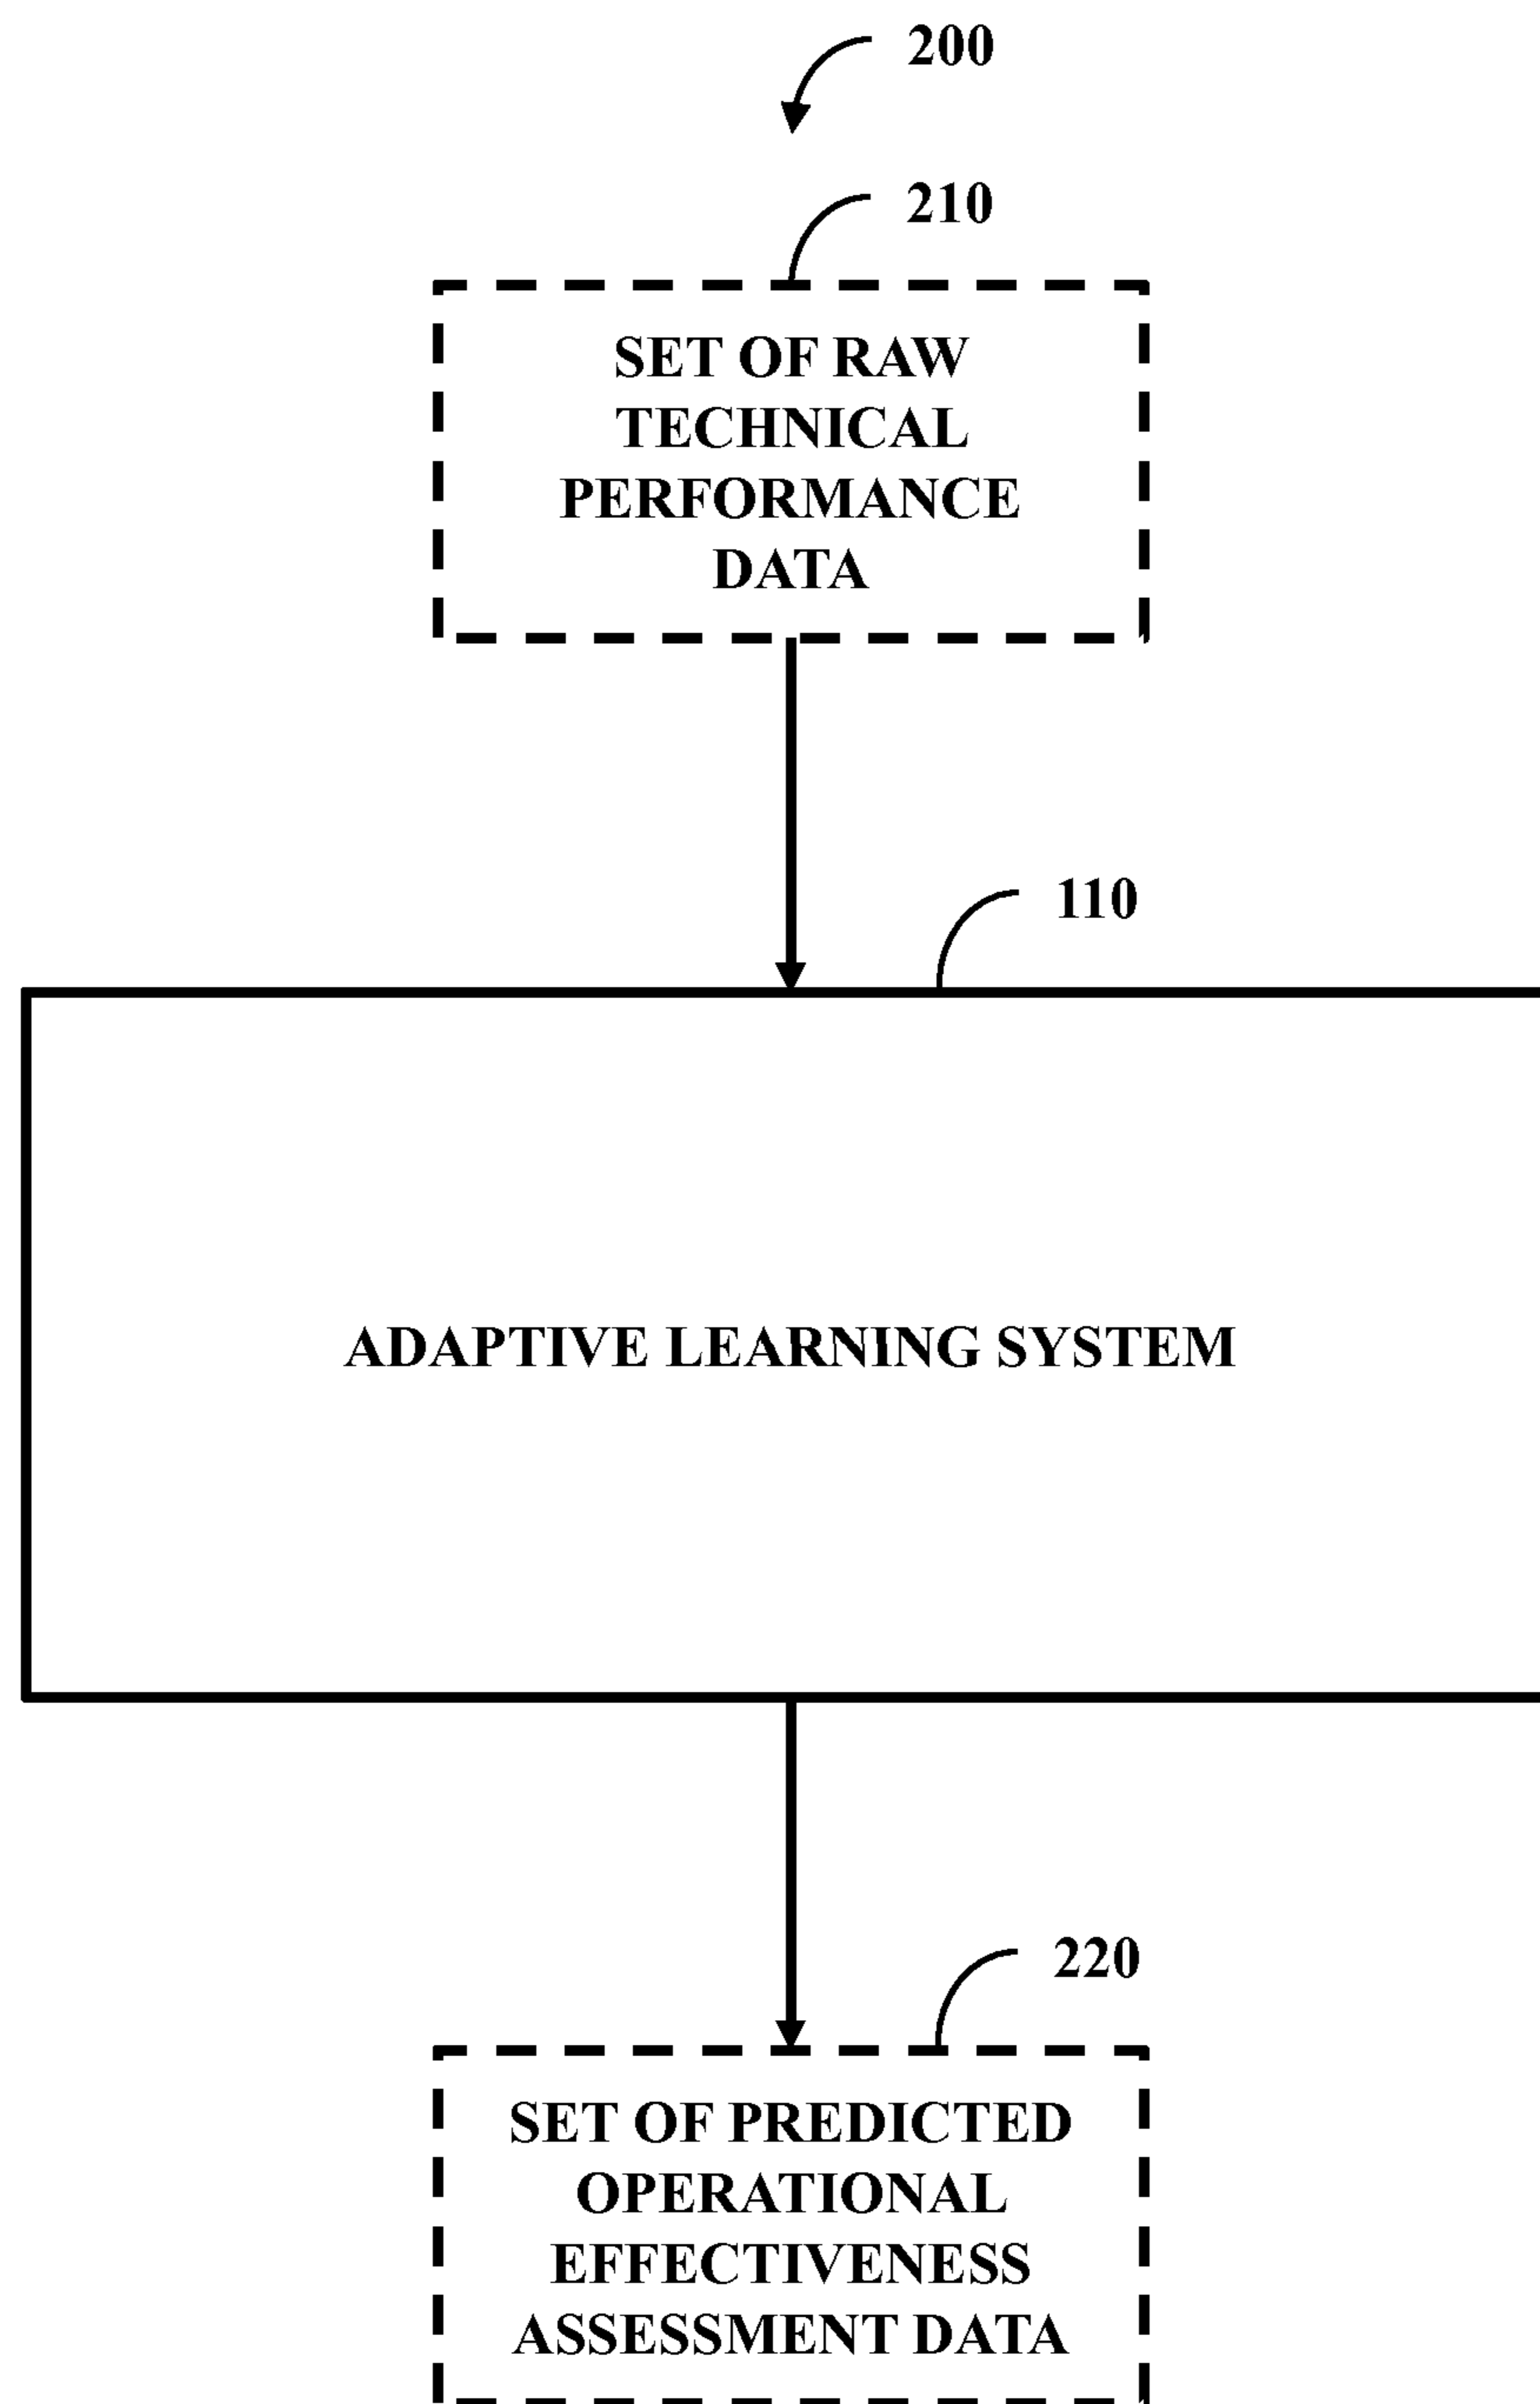 200
210
SET OF RAW
TECHNICAL
PERFORMANCE
DATA
110
ADAPTIVE LEARNING SYSTEM
220
SET OF PREDICTED
OPERATIONAL
EFFECTIVENESS
ASSESSMENT DATA